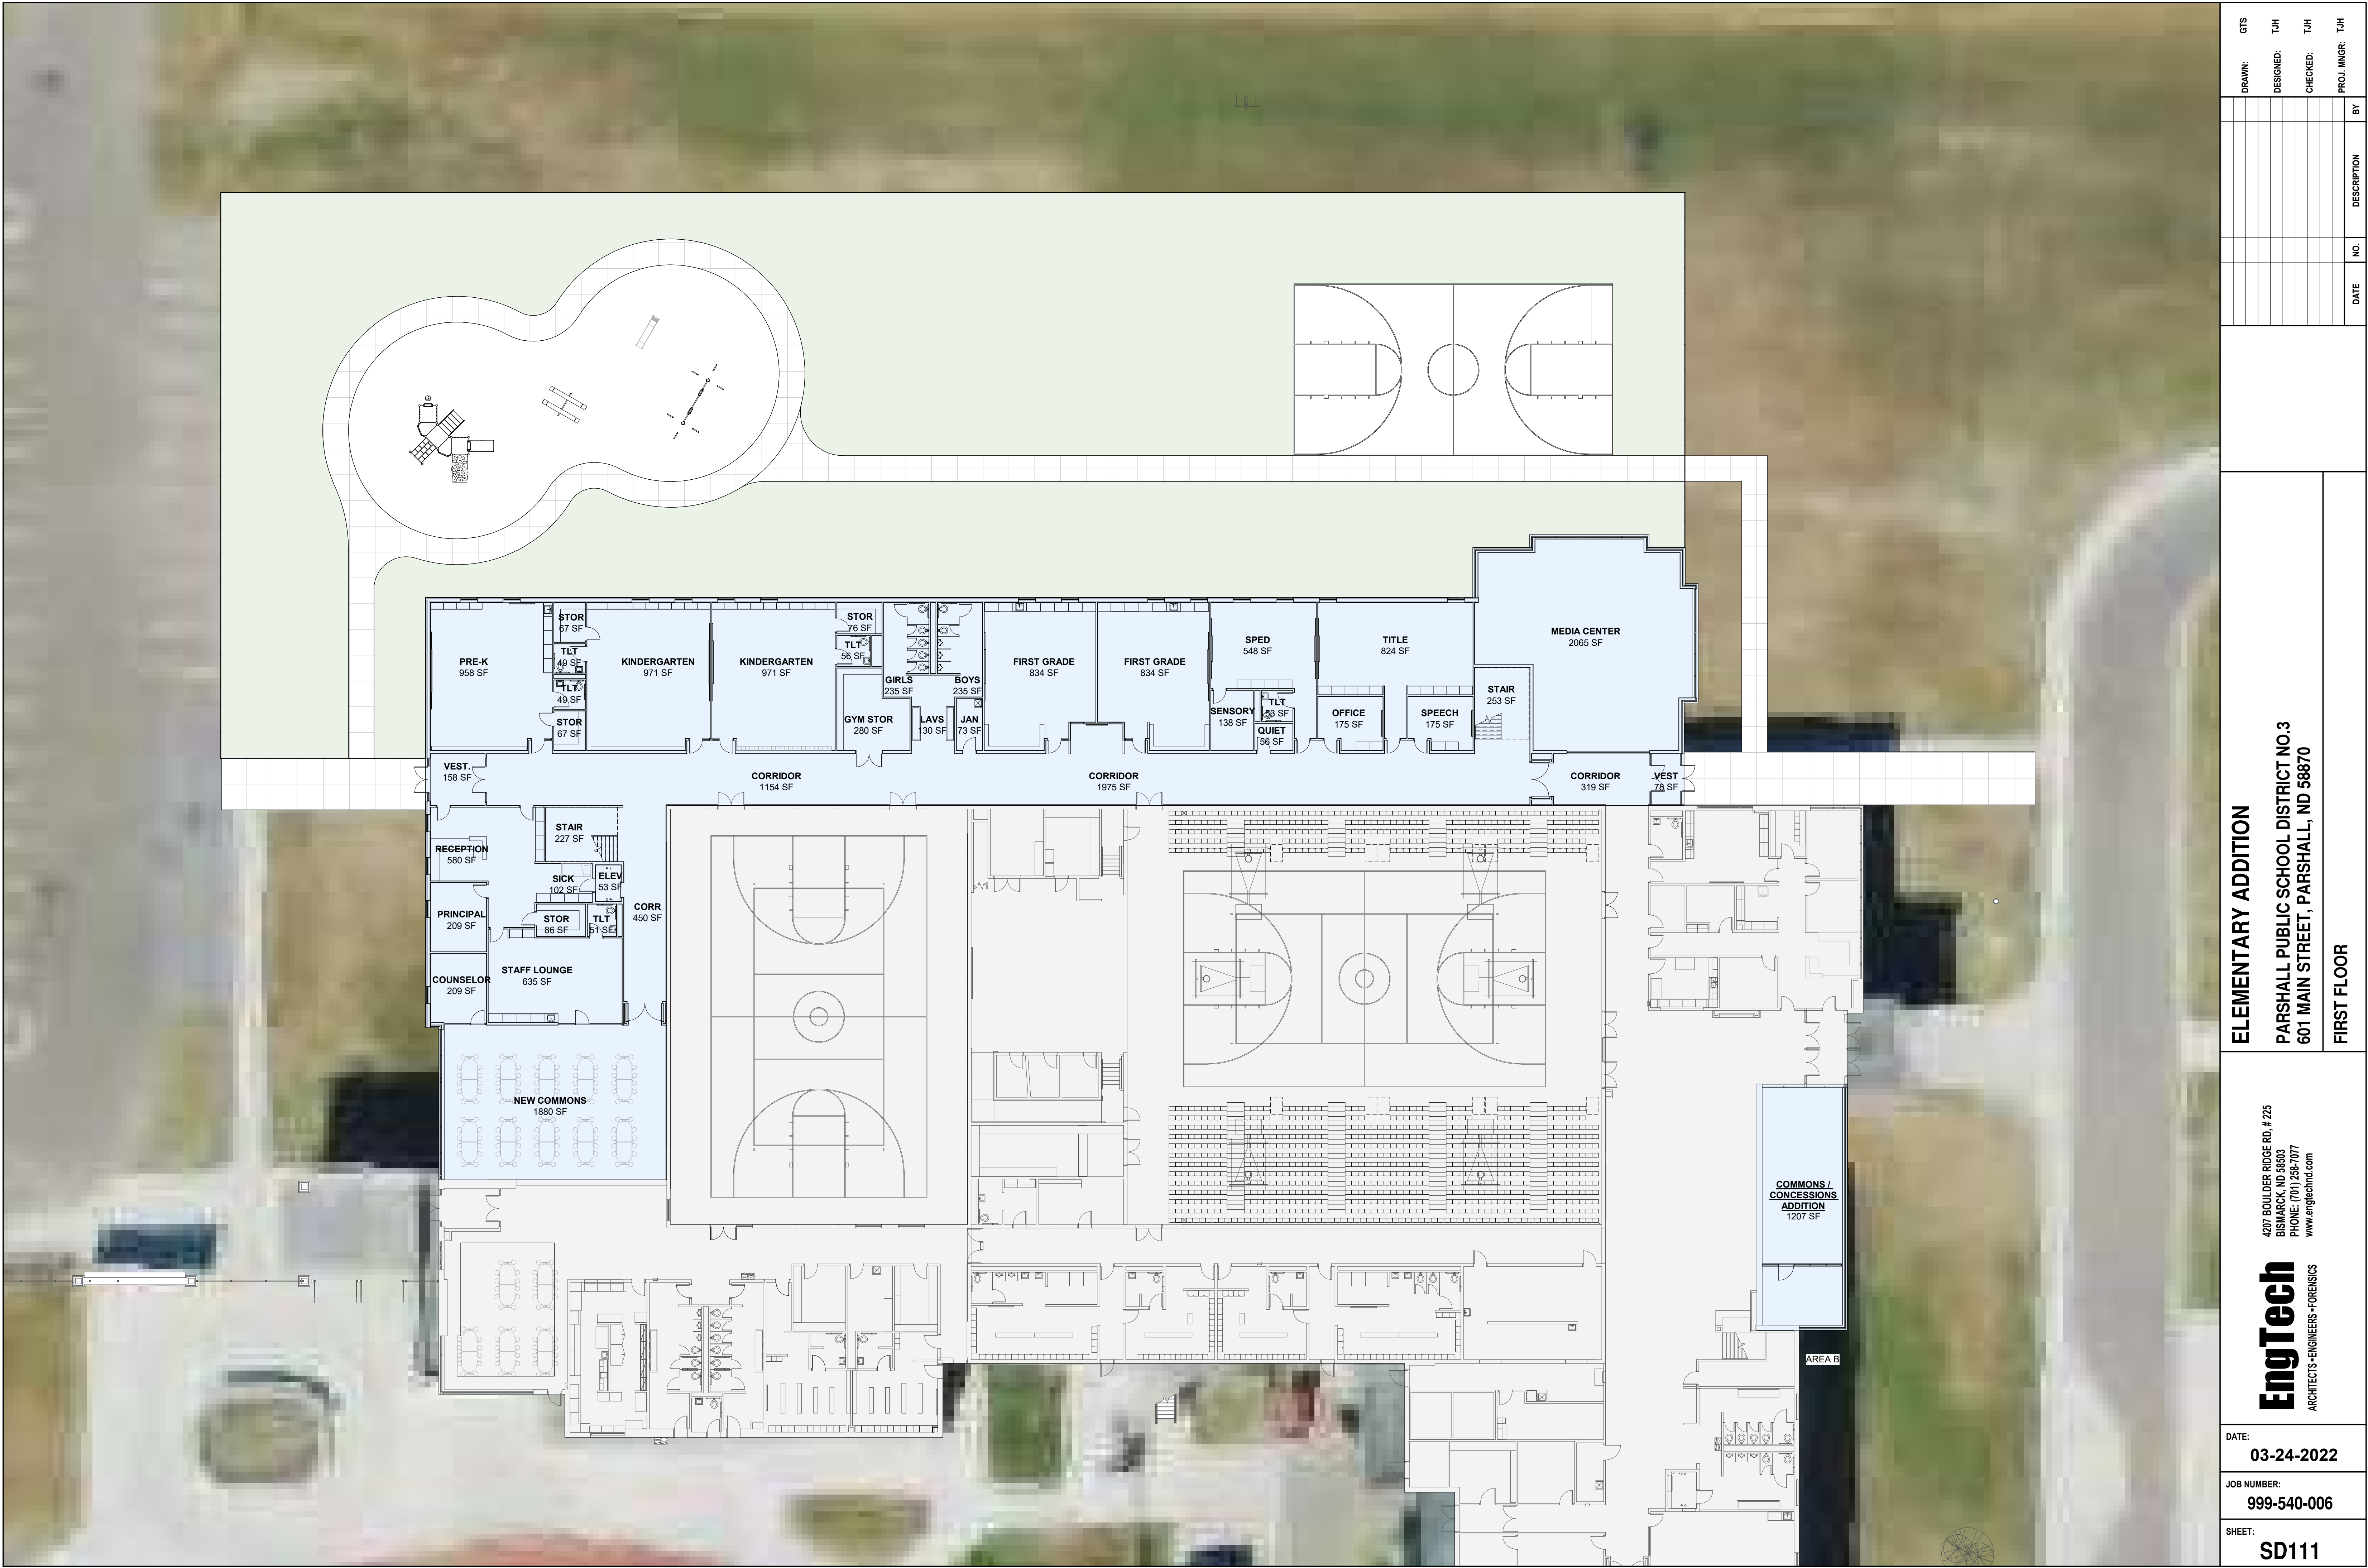 PRE-K
958 SF
STOR
67 SF
TLT
49 SF
TLT
49 SF
STOR
67 SF
KINDERGARTEN
971 SF
KINDERGARTEN
971 SF
STOR
76 SF
TLT
56 SF
GYM STOR
280 SF
GIRLS
235 SF
LAVS
130 SF
BOYS
235 SF
JAN
73 SF
FIRST GRADE
834 SF
FIRST GRADE
834 SF
SPED
548 SF
SENSORY
138 SF
TLT
53 SF
QUIET
56 SF
TITLE
824 SF
OFFICE
175 SF
SPEECH
175 SF
STAIR
253 SF
MEDIA CENTER
2065 SF
VEST.
158 SF
CORRIDOR
1154 SF
CORRIDOR
1975 SF
CORRIDOR
319 SF
VEST
78 SF
STAIR
227 SF
RECEPTION
580 SF
SICK
102 SF
ELEV
53 SF
PRINCIPAL
209 SF
STOR
86 SF
TLT
51 SF
CORR
450 SF
COUNSELOR
209 SF
STAFF LOUNGE
635 SF
NEW COMMONS
1880 SF
COMMONS /
CONCESSIONS
ADDITION
1207 SF
AREA B
DRAWN: GTS
DESIGNED: TJH
CHECKED: TJH
PROJ. MNGR: TJH
DATE NO. DESCRIPTION BY
ELEMENTARY ADDITION
PARSHALL PUBLIC SCHOOL DISTRICT NO.3
601 MAIN STREET, PARSHALL, ND 58870
FIRST FLOOR
4207 BOULDER RIDGE RD, # 225
BISMARCK, ND 58503
PHONE: (701) 258-7077
www.engtechnd.com
EngTech
ARCHITECTS•ENGINEERS•FORENSICS
DATE:
03-24-2022
JOB NUMBER:
999-540-006
SHEET:
SD111